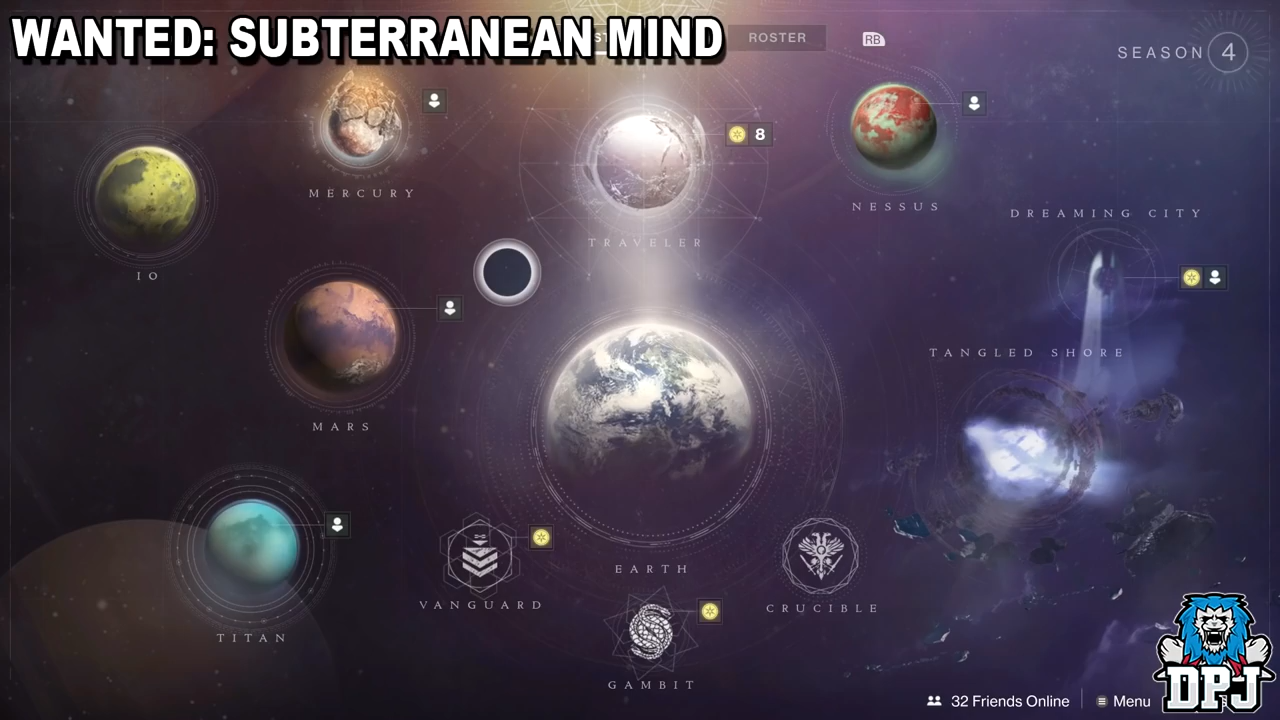 WANTED: SUBTERRANEAN MIND
ROSTER
RB
SEASON 4
MERCURY
8
NESSUS
DREAMING CITY
TRAVELER
IO
TANGLED SHORE
MARS
EARTH
VANGUARD
CRUCIBLE
TITAN
GAMBIT
32 Friends Online
Menu
DPJ